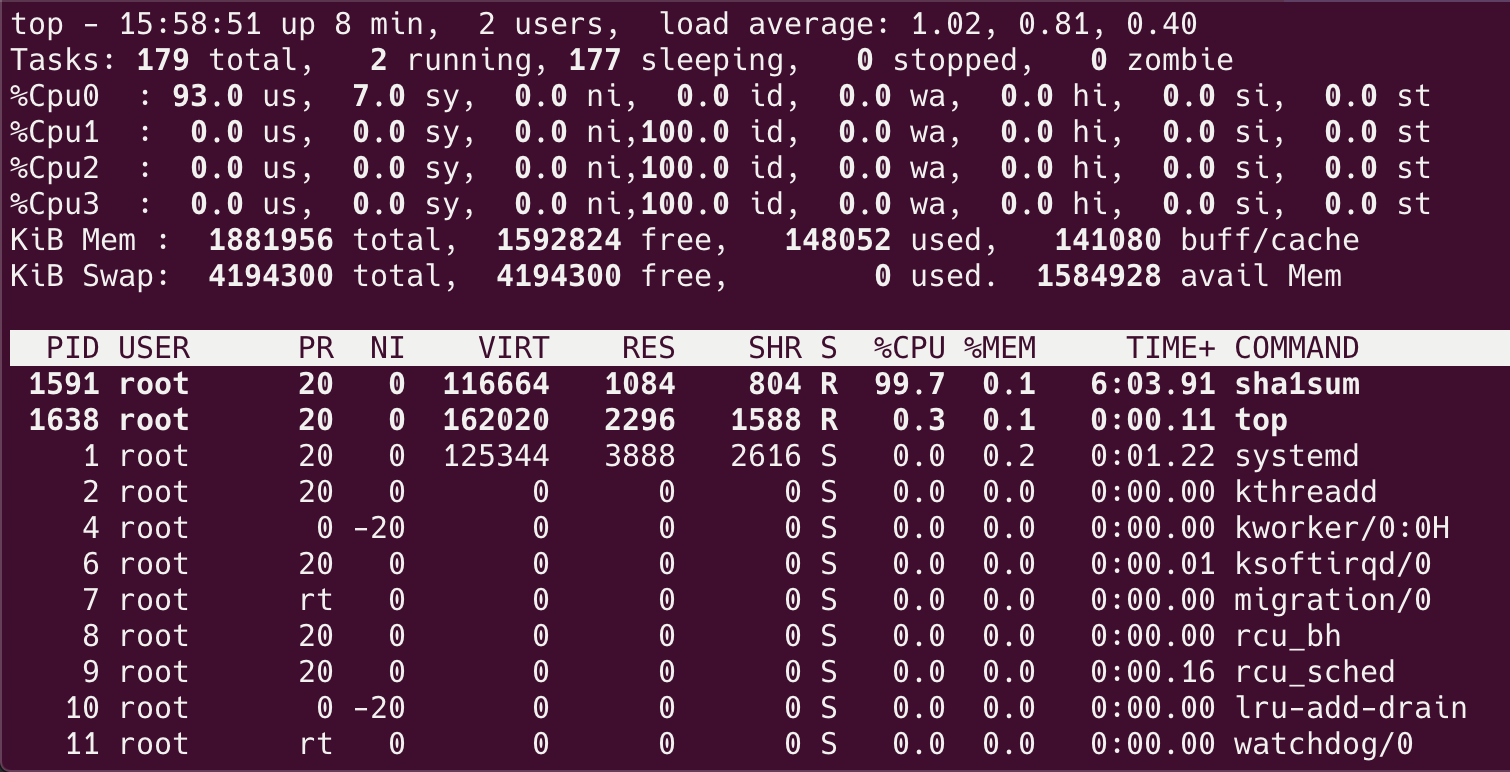 top - 15:58:51 up 8 min,  2 users,  load average: 1.02, 0.81, 0.40
Tasks: 179 total,   2 running, 177 sleeping,   0 stopped,   0 zombie
%Cpu0  : 93.0 us,  7.0 sy,  0.0 ni,  0.0 id,  0.0 wa,  0.0 hi,  0.0 si,  0.0 st
%Cpu1  :  0.0 us,  0.0 sy,  0.0 ni,100.0 id,  0.0 wa,  0.0 hi,  0.0 si,  0.0 st
%Cpu2  :  0.0 us,  0.0 sy,  0.0 ni,100.0 id,  0.0 wa,  0.0 hi,  0.0 si,  0.0 st
%Cpu3  :  0.0 us,  0.0 sy,  0.0 ni,100.0 id,  0.0 wa,  0.0 hi,  0.0 si,  0.0 st
KiB Mem :  1881956 total,  1592824 free,   148052 used,   141080 buff/cache
KiB Swap:  4194300 total,  4194300 free,        0 used.  1584928 avail Mem
  PID USER      PR  NI    VIRT    RES    SHR S  %CPU %MEM     TIME+ COMMAND
 1591 root      20   0  116664   1084    804 R  99.7  0.1   6:03.91 sha1sum
 1638 root      20   0  162020   2296   1588 R   0.3  0.1   0:00.11 top
    1 root      20   0  125344   3888   2616 S   0.0  0.2   0:01.22 systemd
    2 root      20   0       0      0      0 S   0.0  0.0   0:00.00 kthreadd
    4 root       0 -20       0      0      0 S   0.0  0.0   0:00.00 kworker/0:0H
    6 root      20   0       0      0      0 S   0.0  0.0   0:00.01 ksoftirqd/0
    7 root      rt   0       0      0      0 S   0.0  0.0   0:00.00 migration/0
    8 root      20   0       0      0      0 S   0.0  0.0   0:00.00 rcu_bh
    9 root      20   0       0      0      0 S   0.0  0.0   0:00.16 rcu_sched
   10 root       0 -20       0      0      0 S   0.0  0.0   0:00.00 lru-add-drain
   11 root      rt   0       0      0      0 S   0.0  0.0   0:00.00 watchdog/0